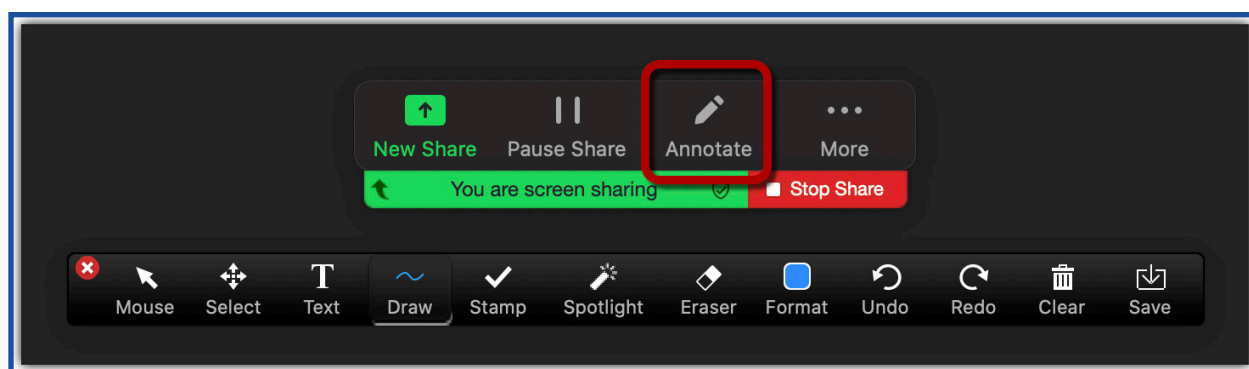 New Share Pause Share Annotate More
You are screen sharing Stop Share
Mouse Select Text Draw Stamp Spotlight Eraser Format Undo Redo Clear Save